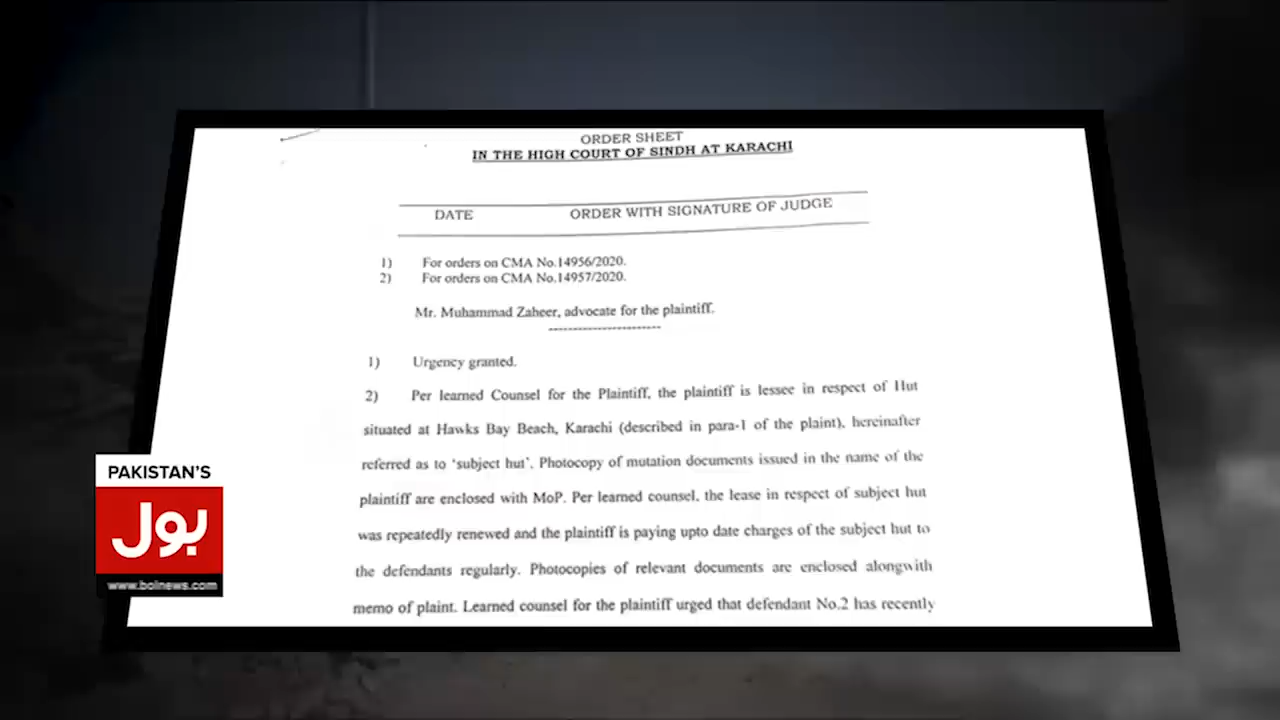 ORDER SHEET
IN THE HIGH COURT OF SINDH AT KARACHI
DATE ORDER WITH SIGNATURE OF JUDGE
1) For orders on CMA No.14956/2020.
2) For orders on CMA No.14957/2020.
Mr. Muhammad Zaheer, advocate for the plaintiff.
1) Urgency granted.
2) Per learned Counsel for the Plaintiff, the plaintiff is lessee in respect of Hut
situated at Hawks Bay Beach, Karachi (described in para-1 of the plaint), hereinafter
referred as to ‘subject hut’. Photocopy of mutation documents issued in the name of the
plaintiff are enclosed with MoP. Per learned counsel, the lease in respect of subject hut
was repeatedly renewed and the plaintiff is paying upto date charges of the subject hut to
the defendants regularly. Photocopies of relevant documents are enclosed alongwith
memo of plaint. Learned counsel for the plaintiff urged that defendant No.2 has recently
PAKISTAN'S
بول
www.bolnews.com